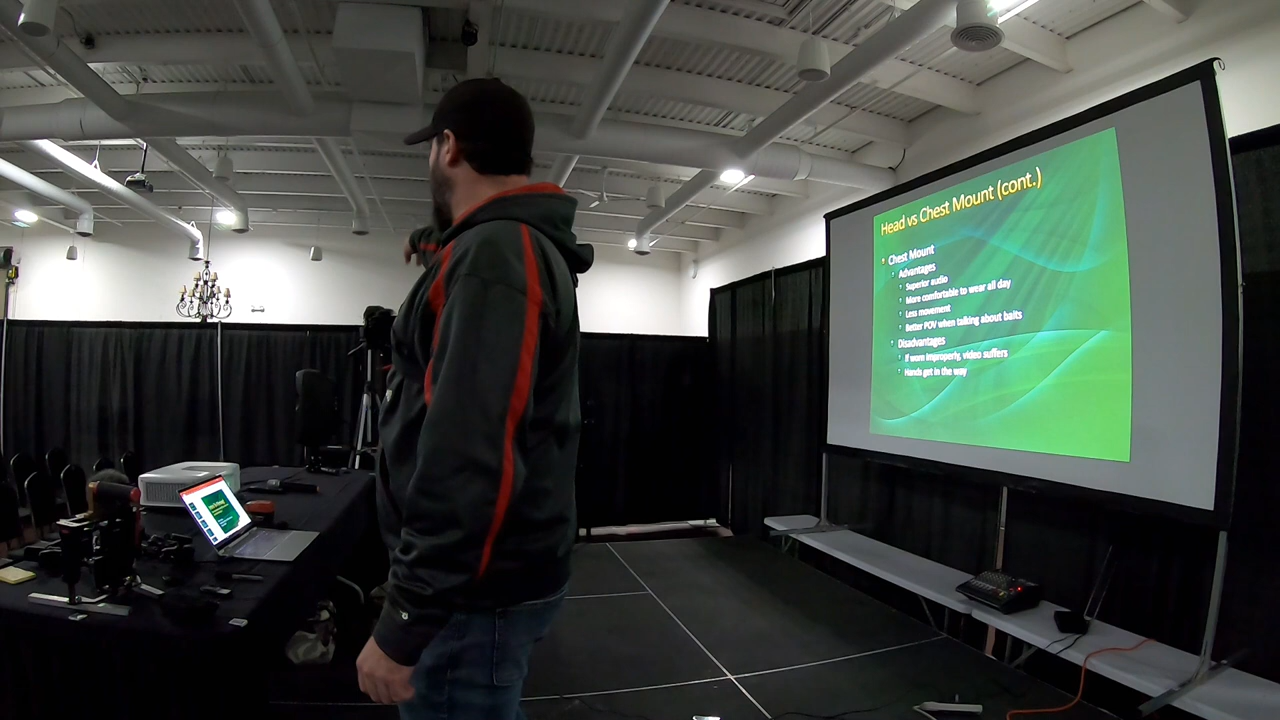 Head vs Chest Mount (cont.)
Chest Mount
Advantages
Superior audio
More comfortable to wear all day
Less movement
Better POV when talking about baits
Disadvantages
If worn improperly, video suffers
Hands get in the way